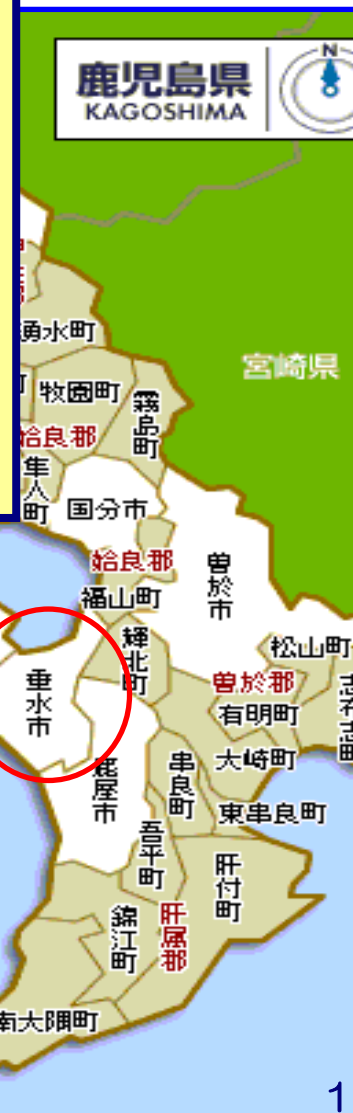 鹿児島県
KAGOSHIMA
N
湧水町
宮崎県
牧園町
霧島町
姶良郡
隼人町
国分市
姶良郡
福山町
曽於市
輝北町
松山町
曽於郡
志布志町
垂水市
有明町
鹿屋市
串良町
大崎町
東串良町
吾平町
肝付町
錦江町
肝属郡
南大隅町
1